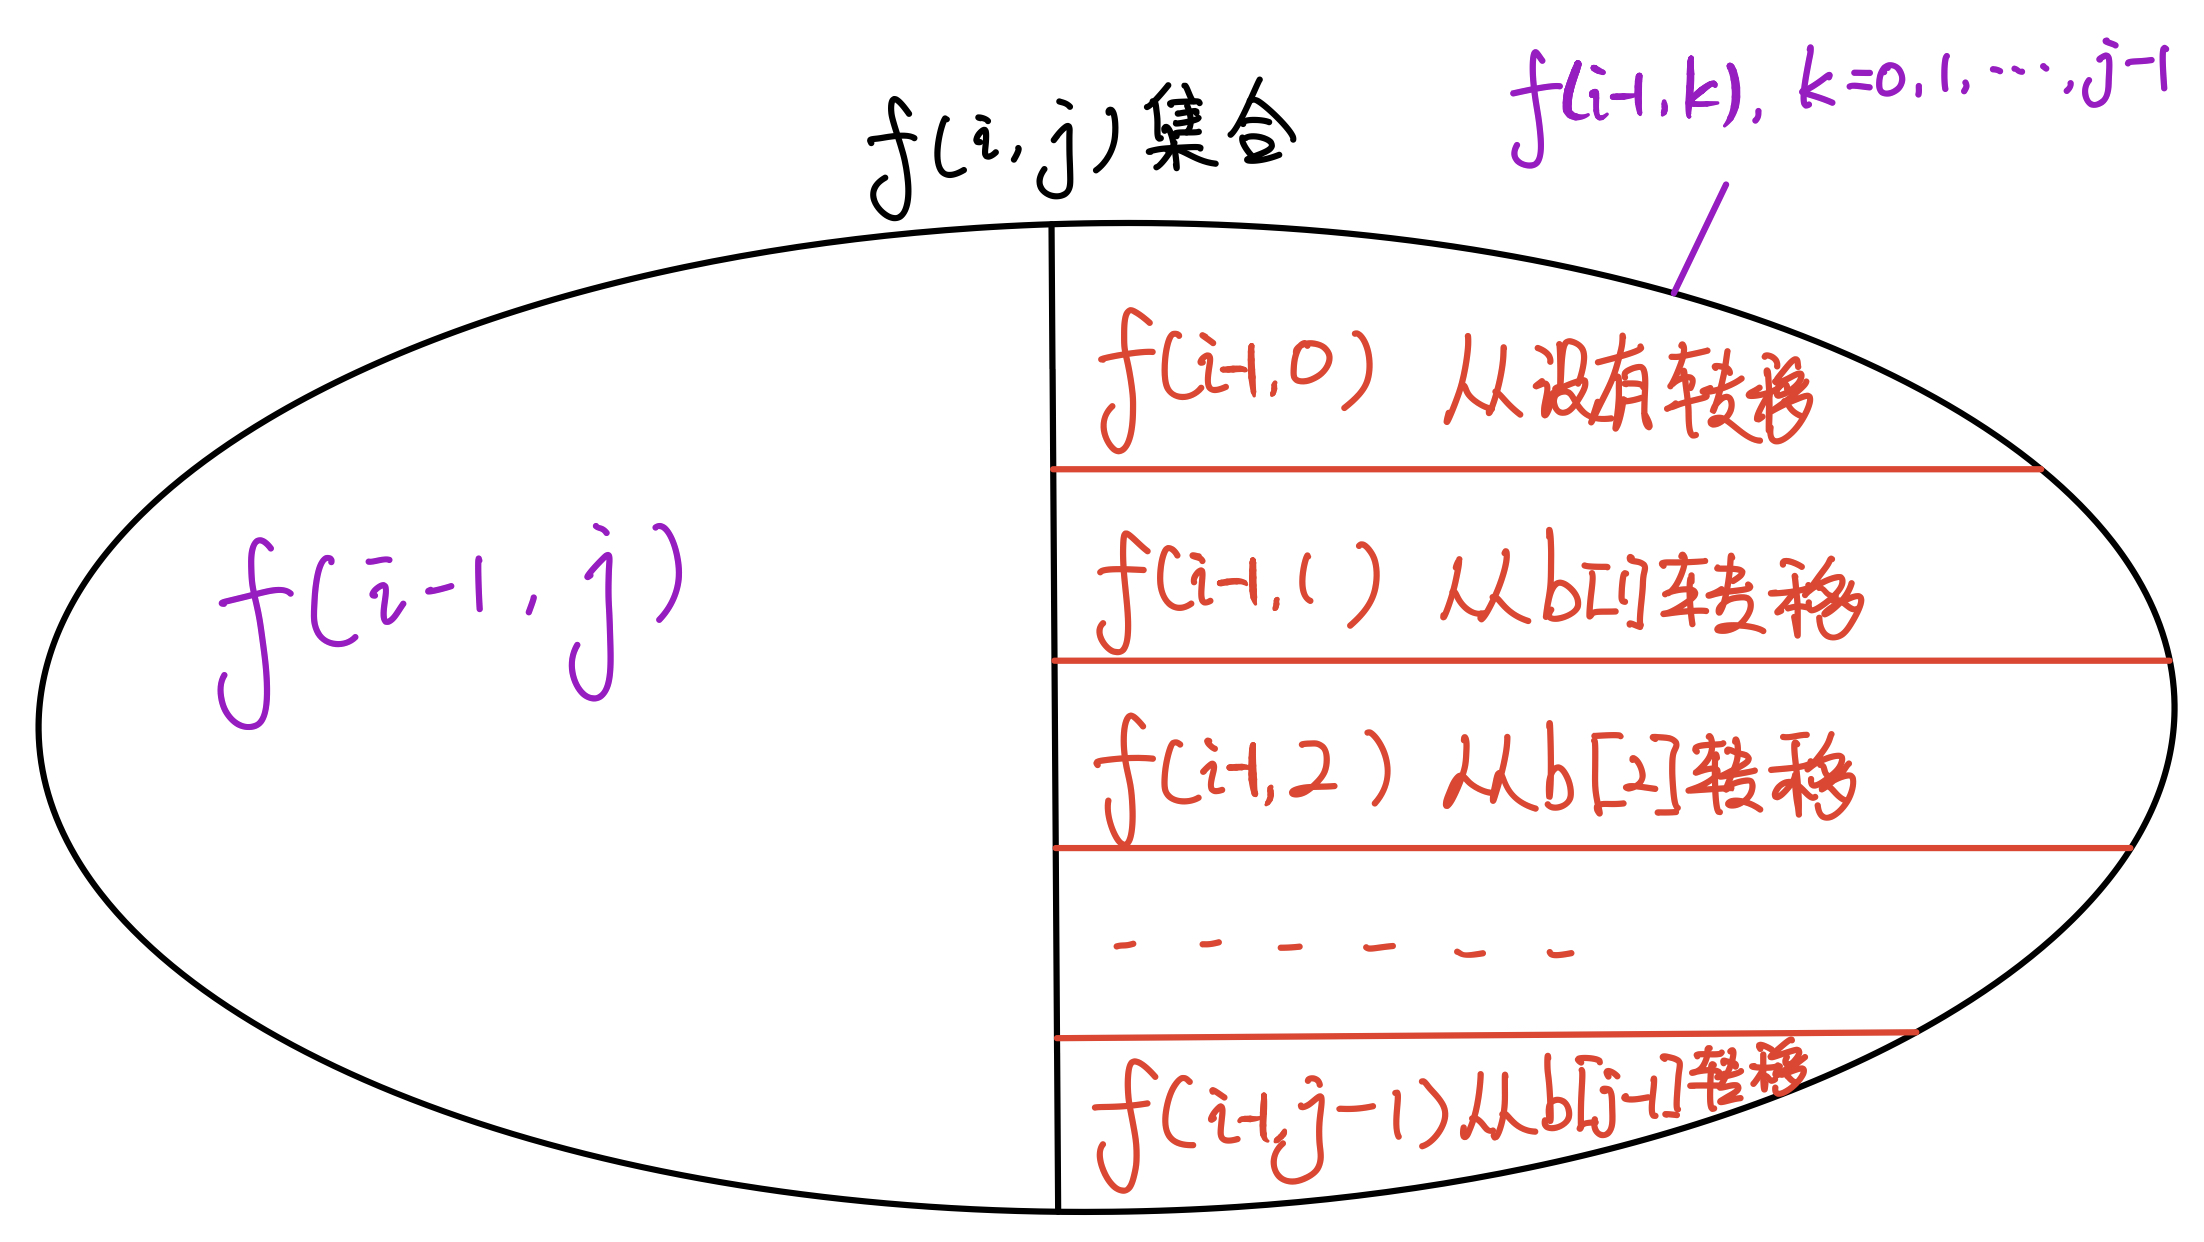 f(i-1,k), k=0,1,…,j-1
f(i,j)集合
f(i-1,j)
f(i-1,0) 从没有转移
f(i-1,1) 从b[1]转移
f(i-1,2) 从b[2]转移
- - - - - -
f(i-1,j-1)从b[j-1]转移